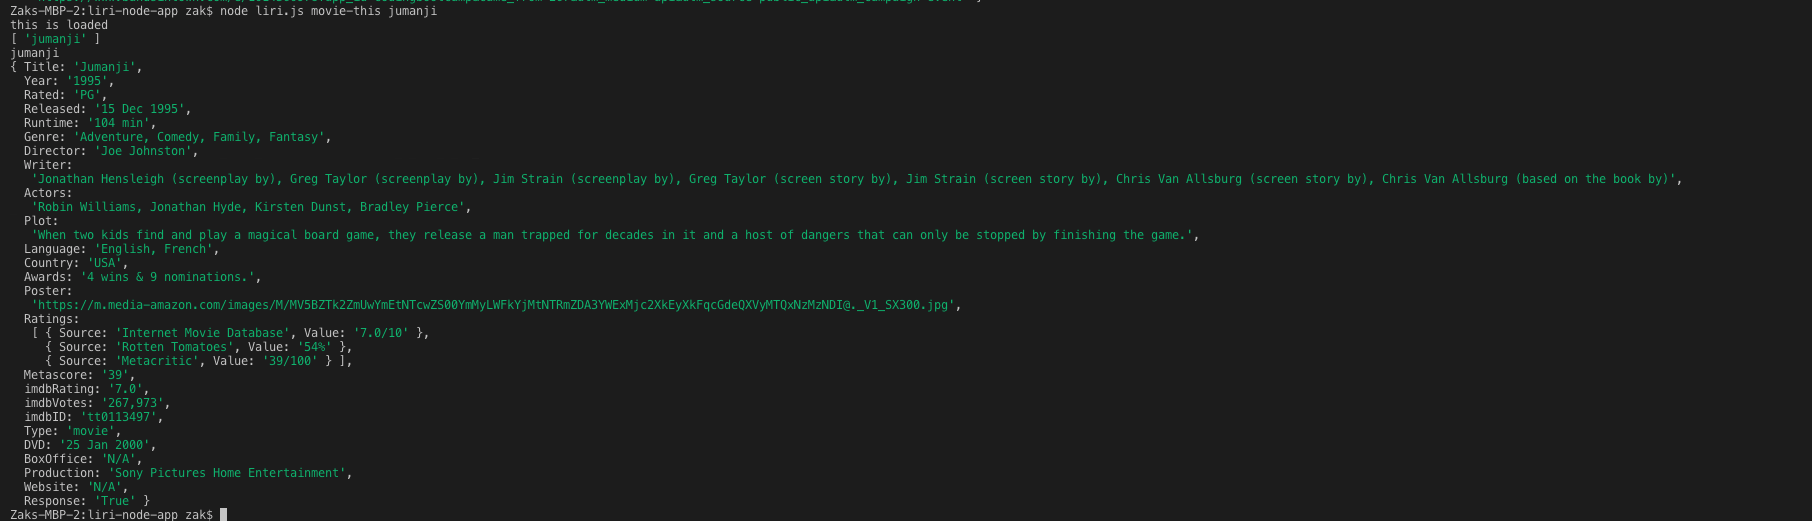 Zaks-MBP-2:liri-node-app zak$ node liri.js movie-this jumanji
this is loaded
[ 'jumanji' ]
jumanji
{ Title: 'Jumanji',
  Year: '1995',
  Rated: 'PG',
  Released: '15 Dec 1995',
  Runtime: '104 min',
  Genre: 'Adventure, Comedy, Family, Fantasy',
  Director: 'Joe Johnston',
  Writer:
   'Jonathan Hensleigh (screenplay by), Greg Taylor (screenplay by), Jim Strain (screenplay by), Greg Taylor (screen story by), Jim Strain (screen story by), Chris Van Allsburg (screen story by), Chris Van Allsburg (based on the book by)',
  Actors:
   'Robin Williams, Jonathan Hyde, Kirsten Dunst, Bradley Pierce',
  Plot:
   'When two kids find and play a magical board game, they release a man trapped for decades in it and a host of dangers that can only be stopped by finishing the game.',
  Language: 'English, French',
  Country: 'USA',
  Awards: '4 wins & 9 nominations.',
  Poster:
   'https://m.media-amazon.com/images/M/MV5BZTk2ZmUwYmEtNTcwZS00YmMyLWFkYjMtNTRmZDA3YWExMjc2XkEyXkFqcGdeQXVyMTQxNzMzNDI@._V1_SX300.jpg',
  Ratings:
   [ { Source: 'Internet Movie Database', Value: '7.0/10' },
     { Source: 'Rotten Tomatoes', Value: '54%' },
     { Source: 'Metacritic', Value: '39/100' } ],
  Metascore: '39',
  imdbRating: '7.0',
  imdbVotes: '267,973',
  imdbID: 'tt0113497',
  Type: 'movie',
  DVD: '25 Jan 2000',
  BoxOffice: 'N/A',
  Production: 'Sony Pictures Home Entertainment',
  Website: 'N/A',
  Response: 'True' }
Zaks-MBP-2:liri-node-app zak$